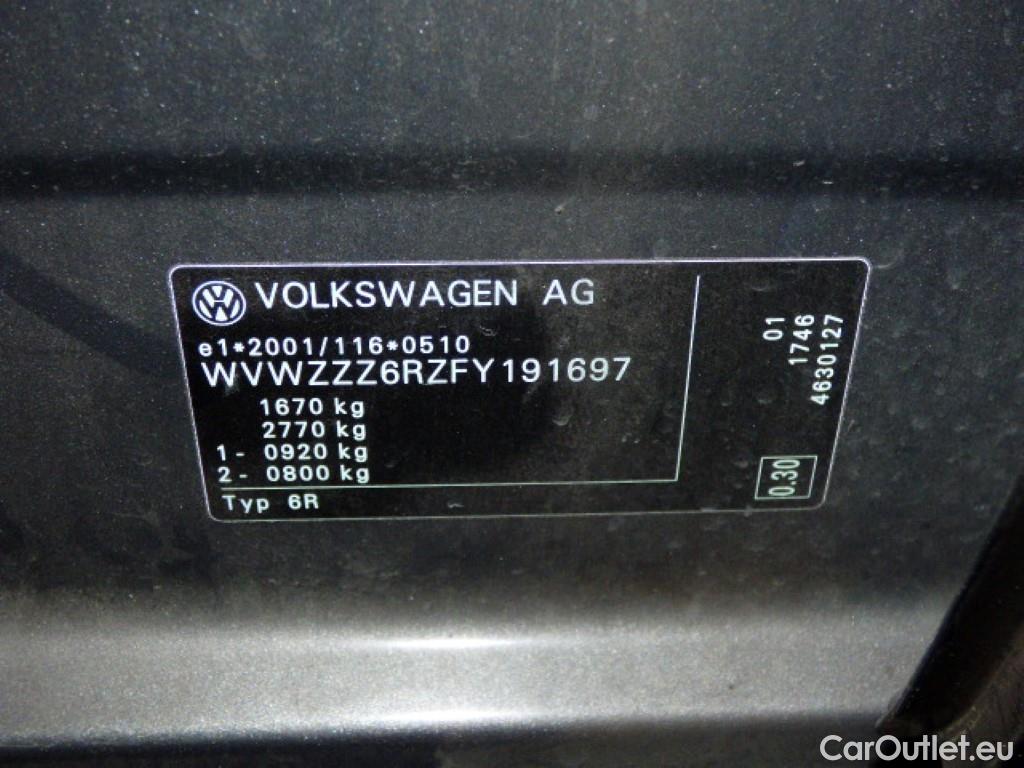 VOLKSWAGEN AG
e1*2001/116*0510
WVWZZZ6RZFY191697
1670 kg
2770 kg
1- 0920 kg
2- 0800 kg
Typ 6R
01
1746
4630127
0.30
CarOutlet.eu